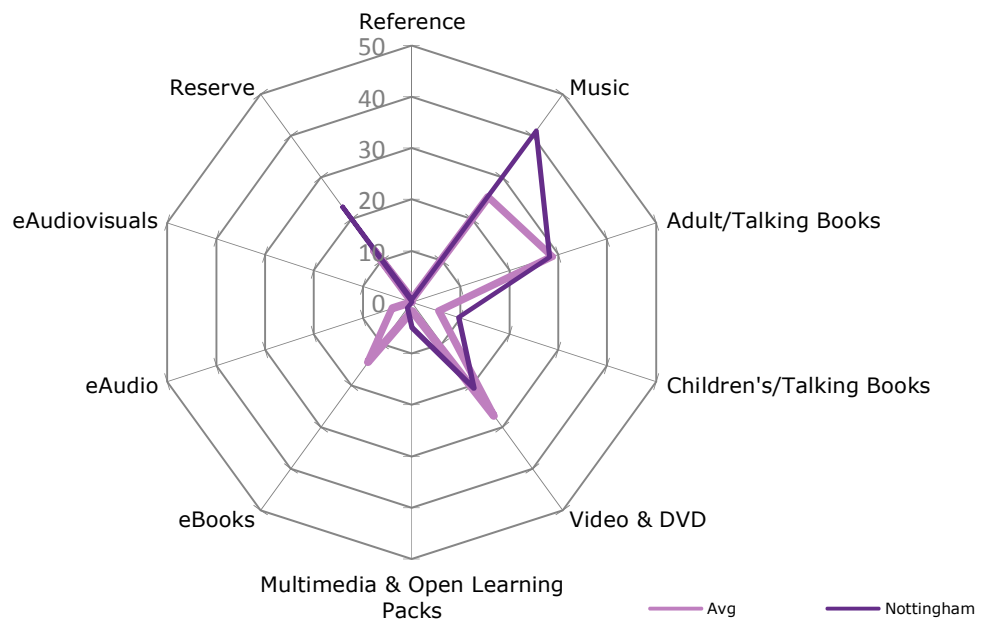 Reference
50
Reserve
Music
40
30
eAudiovisuals
Adult/Talking Books
20
10
0
eAudio
Children's/Talking Books
eBooks
Video & DVD
Multimedia & Open Learning
Packs
Avg
Nottingham